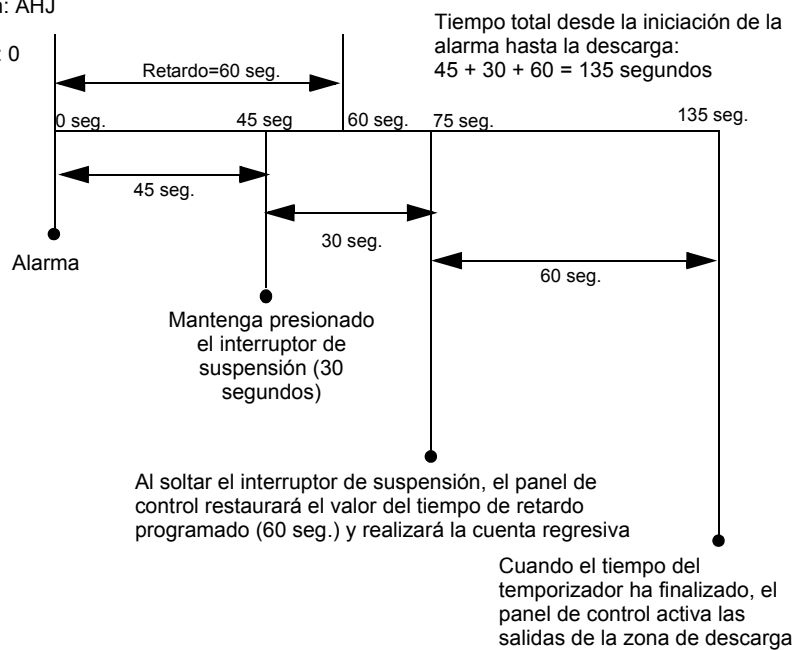 n: AHJ
: 0
Tiempo total desde la iniciación de la
alarma hasta la descarga:
45 + 30 + 60 = 135 segundos
Retardo=60 seg.
0 seg.
45 seg
60 seg.
75 seg.
135 seg.
45 seg.
30 seg.
60 seg.
Alarma
Mantenga presionado
el interruptor de
suspensión (30
segundos)
Al soltar el interruptor de suspensión, el panel de
control restaurará el valor del tiempo de retardo
programado (60 seg.) y realizará la cuenta regresiva
Cuando el tiempo del
temporizador ha finalizado, el
panel de control activa las
salidas de la zona de descarga